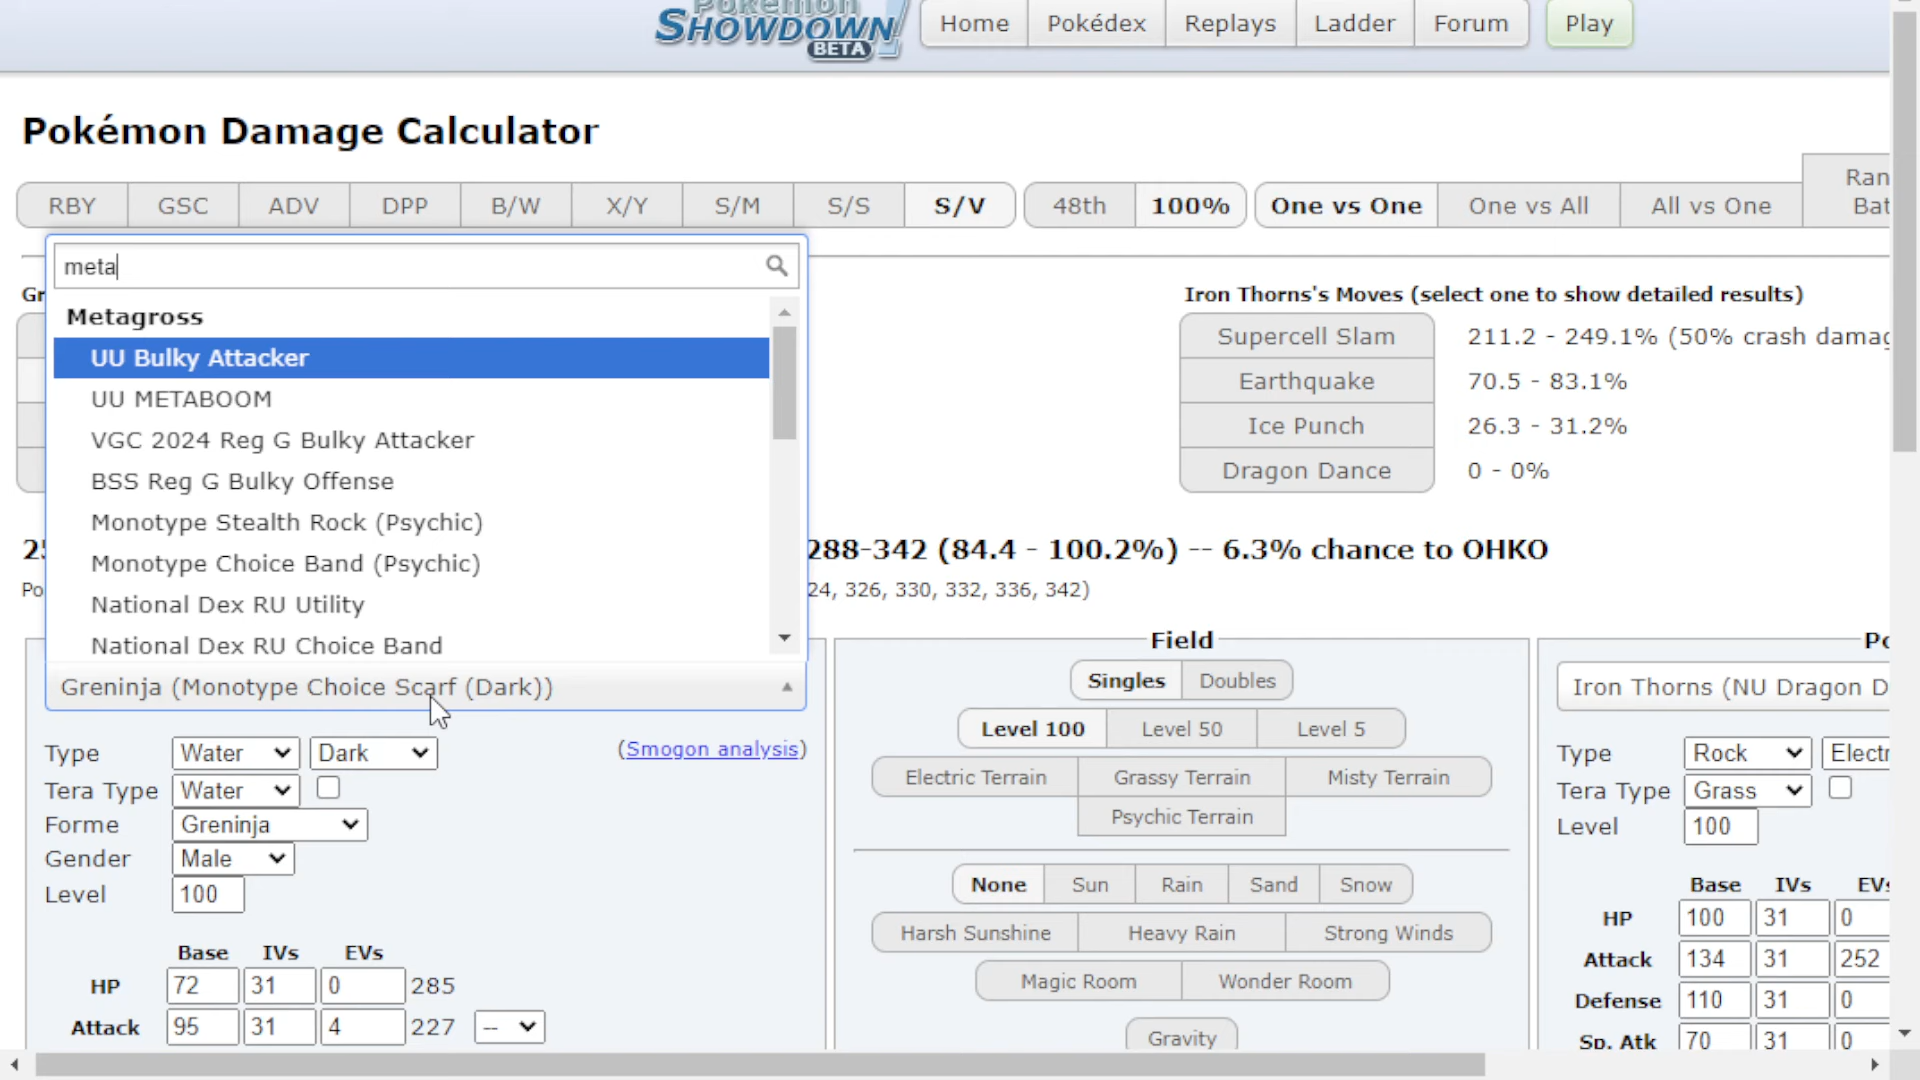 Pokémon
SHOWDOWN!
BETA
Home
Pokédex
Replays
Ladder
Forum
Play
Pokémon Damage Calculator
RBY
GSC
ADV
DPP
B/W
X/Y
S/M
S/S
S/V
48th
100%
One vs One
One vs All
All vs One
Ran
Bat
meta
Metagross
UU Bulky Attacker
UU METABOOM
VGC 2024 Reg G Bulky Attacker
BSS Reg G Bulky Offense
Monotype Stealth Rock (Psychic)
Monotype Choice Band (Psychic)
National Dex RU Utility
National Dex RU Choice Band
Greninja (Monotype Choice Scarf (Dark))
Gr
Iron Thorns's Moves (select one to show detailed results)
Supercell Slam 211.2 - 249.1% (50% crash damag
Earthquake 70.5 - 83.1%
Ice Punch 26.3 - 31.2%
Dragon Dance 0 - 0%
25 288-342 (84.4 - 100.2%) -- 6.3% chance to OHKO
Po 24, 326, 330, 332, 336, 342)
Type Water Dark (Smogon analysis)
Tera Type Water
Forme Greninja
Gender Male
Level 100
Base IVs EVs
HP 72 31 0 285
Attack 95 31 4 227 --
Field
Singles Doubles
Level 100 Level 50 Level 5
Electric Terrain Grassy Terrain Misty Terrain
Psychic Terrain
None Sun Rain Sand Snow
Harsh Sunshine Heavy Rain Strong Winds
Magic Room Wonder Room
Gravity
Po
Iron Thorns (NU Dragon D
Type Rock Electr
Tera Type Grass
Level 100
Base IVs EVs
HP 100 31 0
Attack 134 31 252
Defense 110 31 0
Sp. Atk 70 31 0